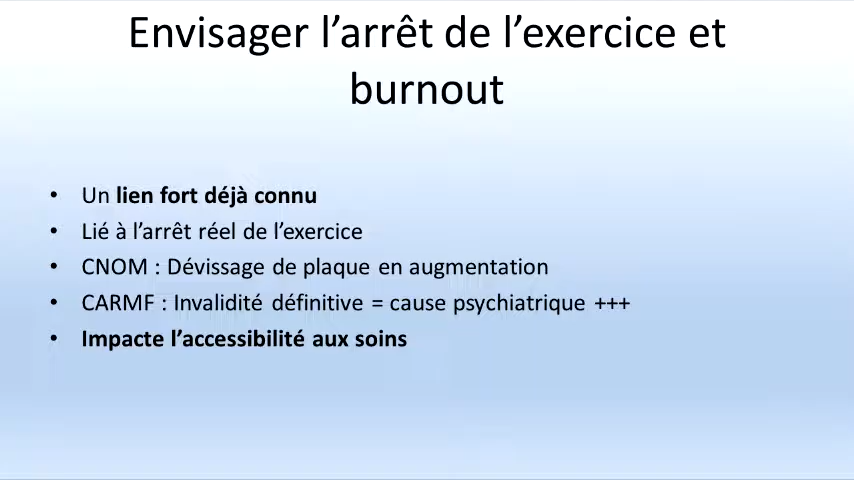 Envisager l’arrêt de l’exercice et
burnout
• Un lien fort déjà connu
• Lié à l’arrêt réel de l’exercice
• CNOM : Dévissage de plaque en augmentation
• CARMF : Invalidité définitive = cause psychiatrique +++
• Impacte l’accessibilité aux soins